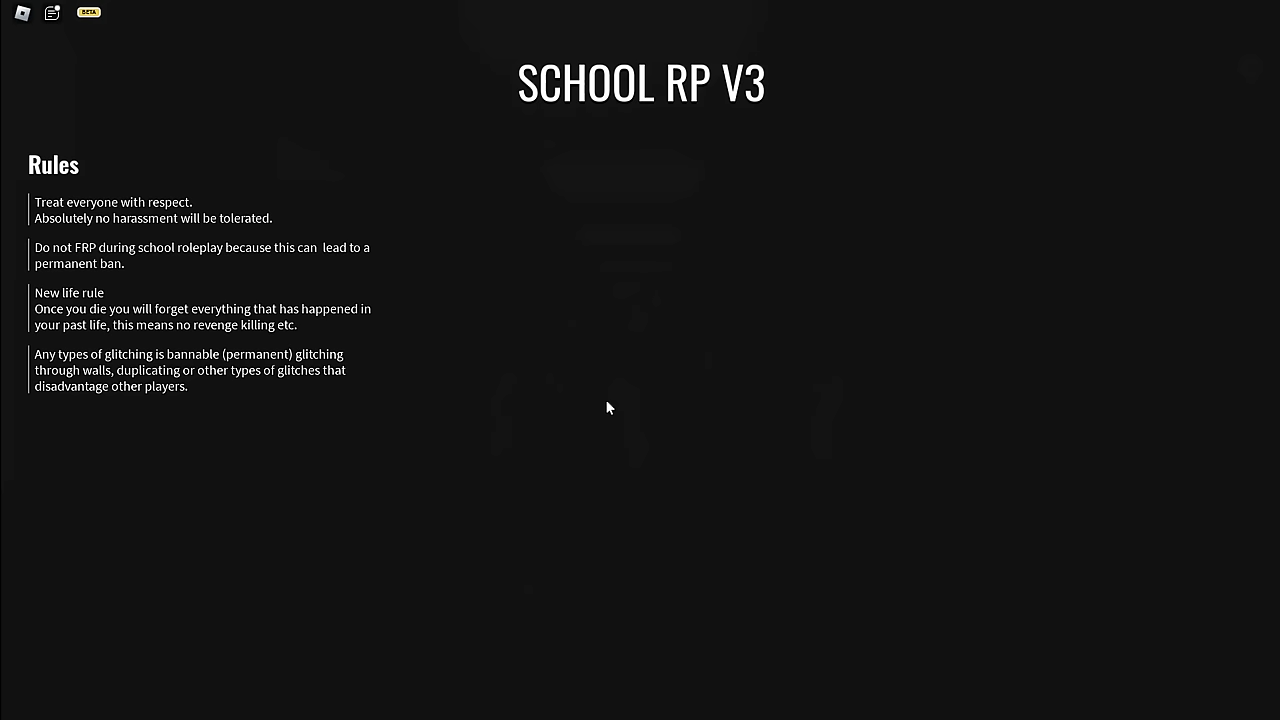 BETA
SCHOOL RP V3
Rules
Treat everyone with respect.
Absolutely no harassment will be tolerated.
Do not FRP during school roleplay because this can  lead to a
permanent ban.
New life rule
Once you die you will forget everything that has happened in
your past life, this means no revenge killing etc.
Any types of glitching is bannable (permanent) glitching
through walls, duplicating or other types of glitches that
disadvantage other players.